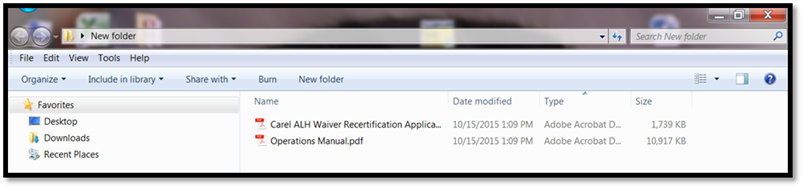 New folder
Search New folder
File Edit View Tools Help
Organize Include in library Share with Burn New folder
Favorites
Desktop
Downloads
Recent Places
Name Date modified Type Size
Carel ALH Waiver Recertification Applica... 10/15/2015 1:09 PM Adobe Acrobat D... 1,739 KB
Operations Manual.pdf 10/15/2015 1:09 PM Adobe Acrobat D... 10,917 KB